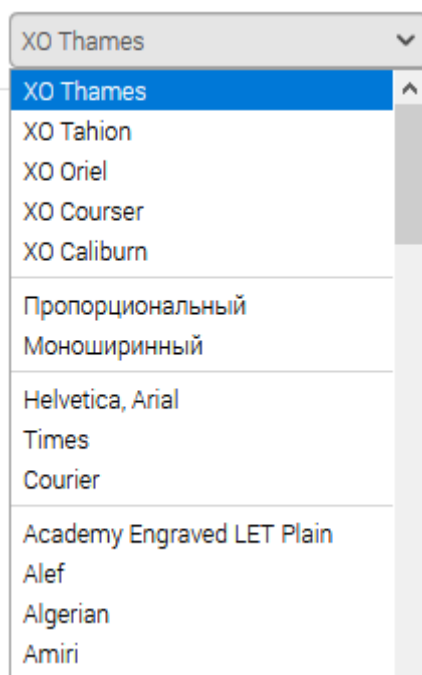 XO Thames
XO Thames
XO Tahion
XO Oriel
XO Courser
XO Caliburn
Пропорциональный
Моноширинный
Helvetica, Arial
Times
Courier
Academy Engraved LET Plain
Alef
Algerian
Amiri